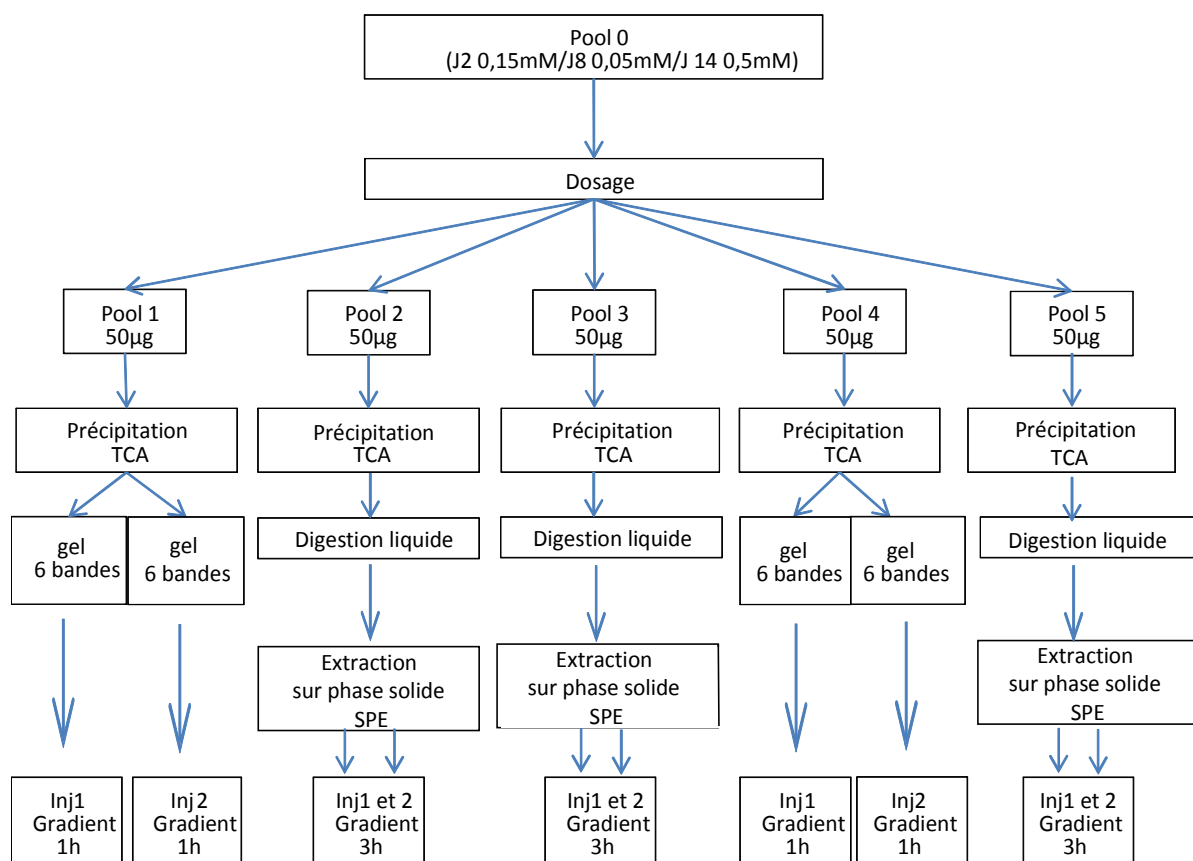 Pool 0
(J2 0,15mM/J8 0,05mM/J 14 0,5mM)
Dosage
Pool 1
50µg
Pool 2
50µg
Pool 3
50µg
Pool 4
50µg
Pool 5
50µg
Précipitation
TCA
Précipitation
TCA
Précipitation
TCA
Précipitation
TCA
Précipitation
TCA
gel
6 bandes
gel
6 bandes
Digestion liquide
Digestion liquide
gel
6 bandes
gel
6 bandes
Digestion liquide
Extraction
sur phase solide
SPE
Extraction
sur phase solide
SPE
Extraction
sur phase solide
SPE
Inj1
Gradient
1h
Inj2
Gradient
1h
Inj1 et 2
Gradient
3h
Inj1 et 2
Gradient
3h
Inj1
Gradient
1h
Inj2
Gradient
1h
Inj1 et 2
Gradient
3h